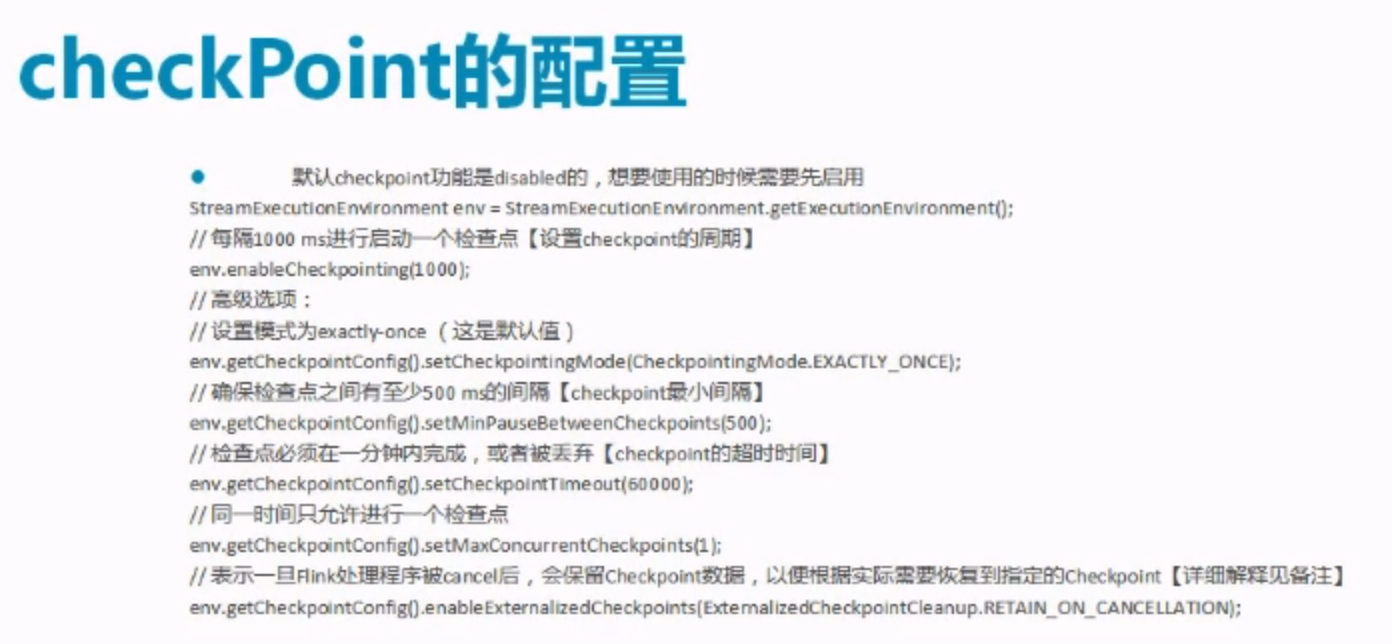 checkPoint的配置
● 默认checkpoint功能是disabled的，想要使用的时候需要先启用
StreamExecutionEnvironment env = StreamExecutionEnvironment.getExecutionEnvironment();
// 每隔1000 ms进行启动一个检查点【设置checkpoint的周期】
env.enableCheckpointing(1000);
// 高级选项：
// 设置模式为exactly-once （这是默认值）
env.getCheckpointConfig().setCheckpointingMode(CheckpointingMode.EXACTLY_ONCE);
// 确保检查点之间有至少500 ms的间隔【checkpoint最小间隔】
env.getCheckpointConfig().setMinPauseBetweenCheckpoints(500);
// 检查点必须在一分钟内完成，或者被丢弃【checkpoint的超时时间】
env.getCheckpointConfig().setCheckpointTimeout(60000);
// 同一时间只允许进行一个检查点
env.getCheckpointConfig().setMaxConcurrentCheckpoints(1);
// 表示一旦Flink处理程序被cancel后，会保留Checkpoint数据，以便根据实际需要恢复到指定的Checkpoint【详细解释见备注】
env.getCheckpointConfig().enableExternalizedCheckpoints(ExternalizedCheckpointCleanup.RETAIN_ON_CANCELLATION);